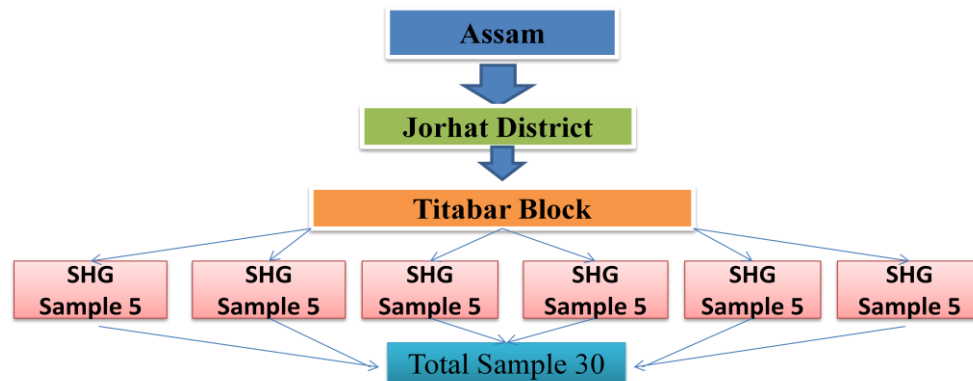 Assam
Jorhat District
Titabar Block
SHG
Sample 5
SHG
Sample 5
SHG
Sample 5
SHG
Sample 5
SHG
Sample 5
SHG
Sample 5
Total Sample 30